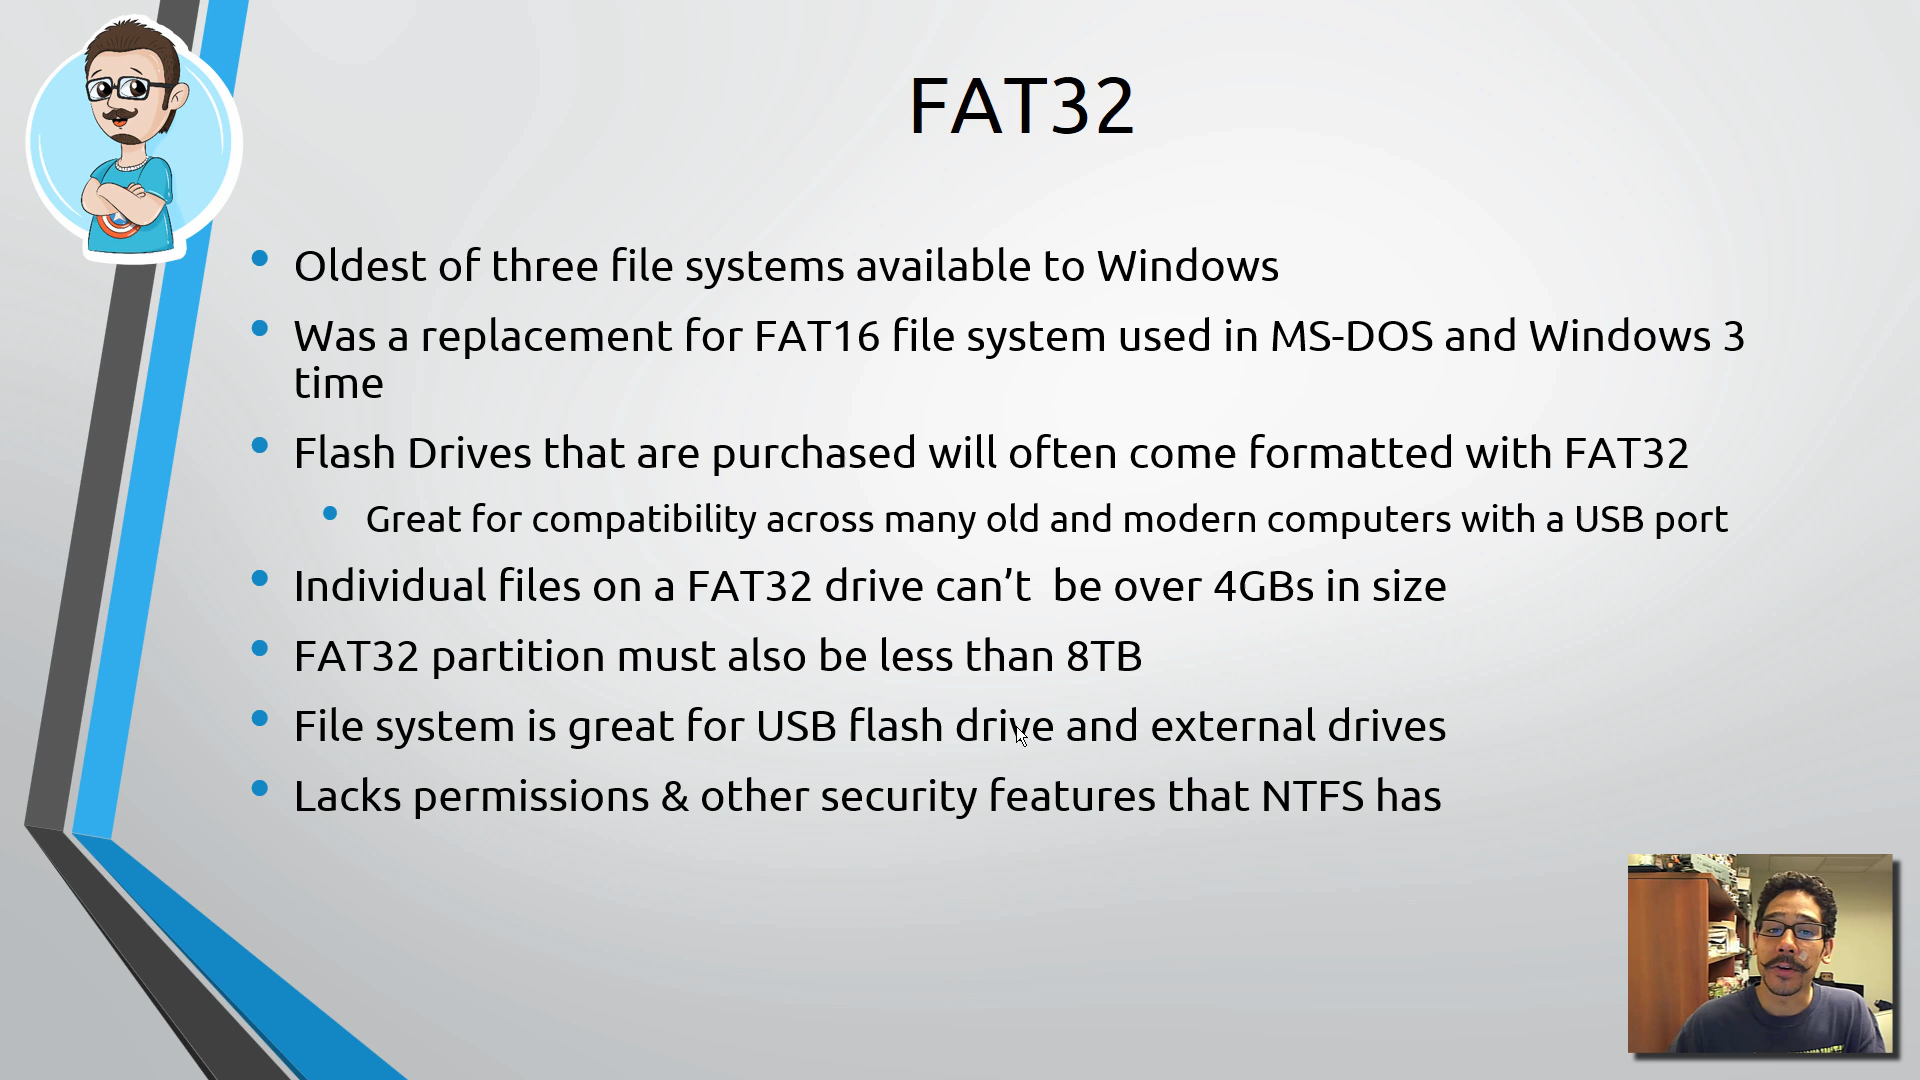 FAT32
Oldest of three file systems available to Windows
Was a replacement for FAT16 file system used in MS-DOS and Windows 3
time
Flash Drives that are purchased will often come formatted with FAT32
Great for compatibility across many old and modern computers with a USB port
Individual files on a FAT32 drive can’t  be over 4GBs in size
FAT32 partition must also be less than 8TB
File system is great for USB flash drive and external drives
Lacks permissions & other security features that NTFS has